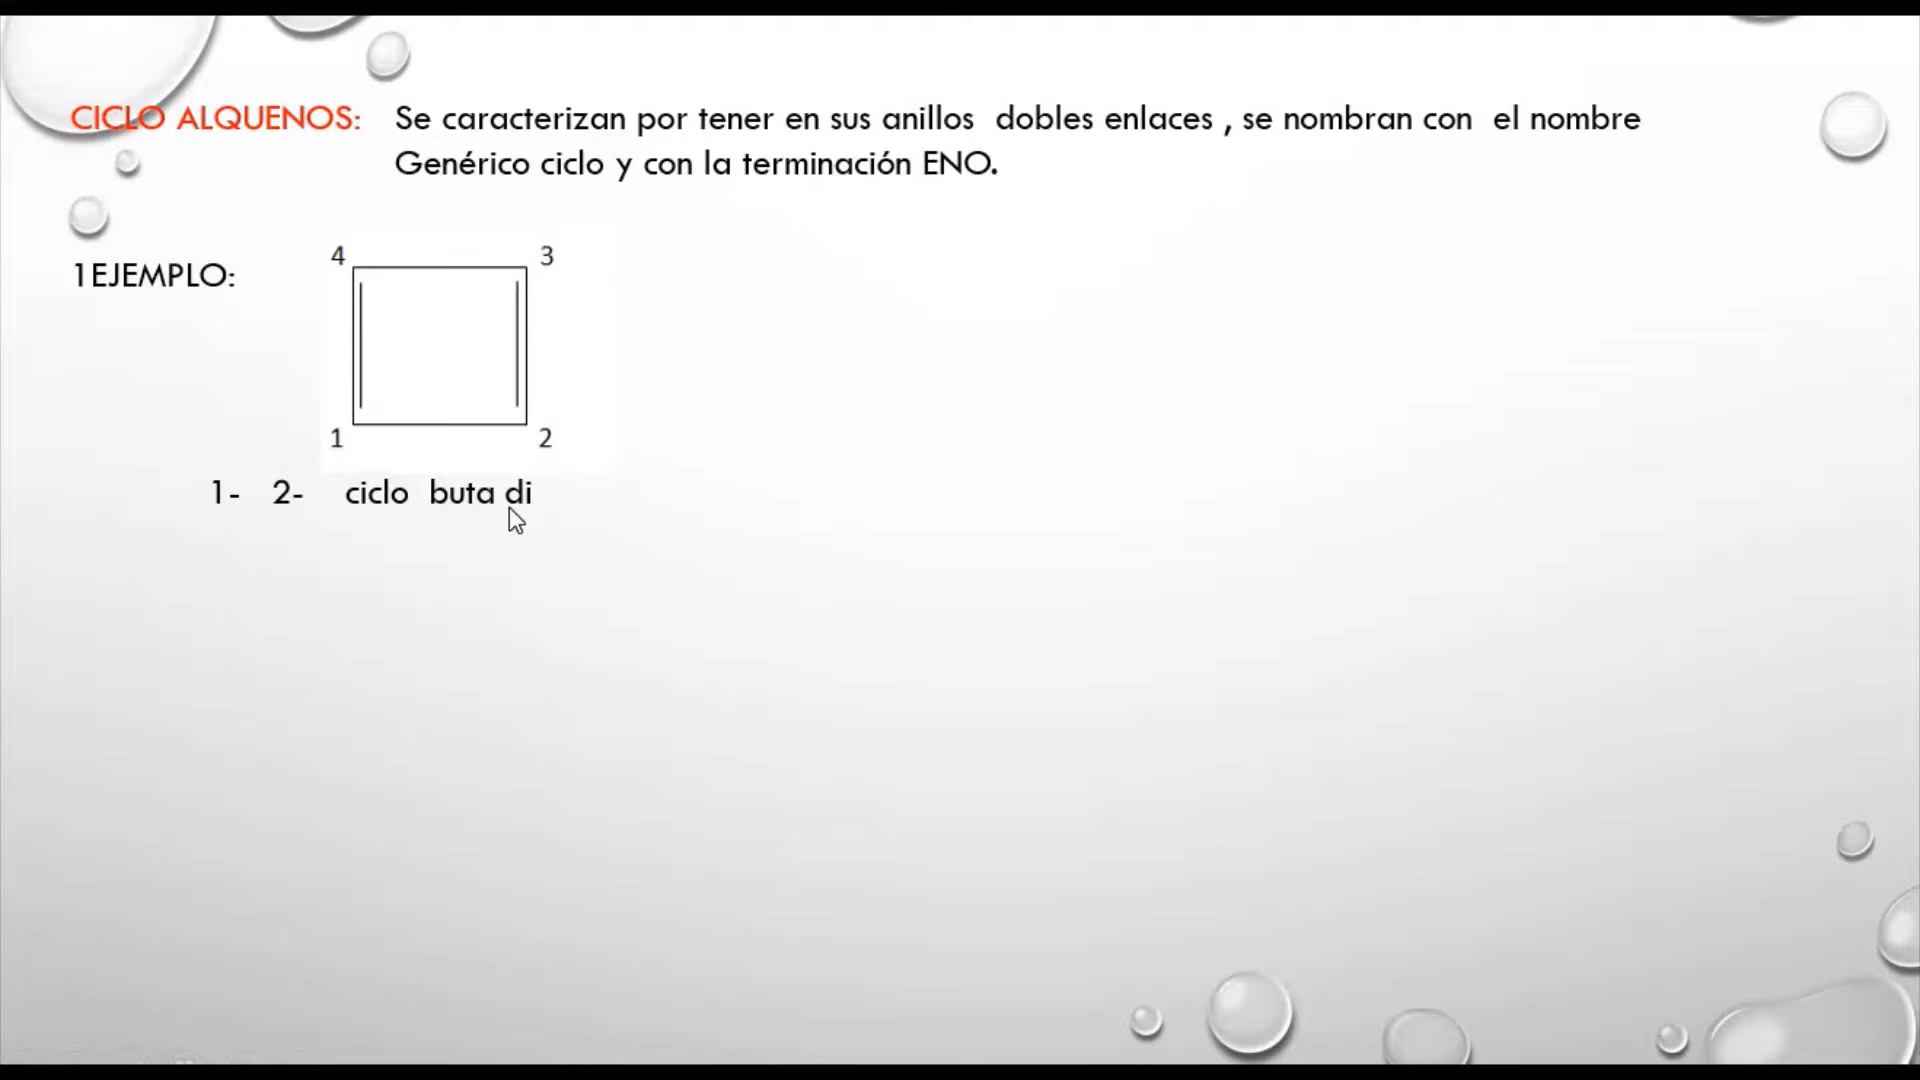 CICLO ALQUENOS: Se caracterizan por tener en sus anillos dobles enlaces , se nombran con el nombre
Genérico ciclo y con la terminación ENO.
1EJEMPLO:
4 3
1 2
1- 2- ciclo buta di